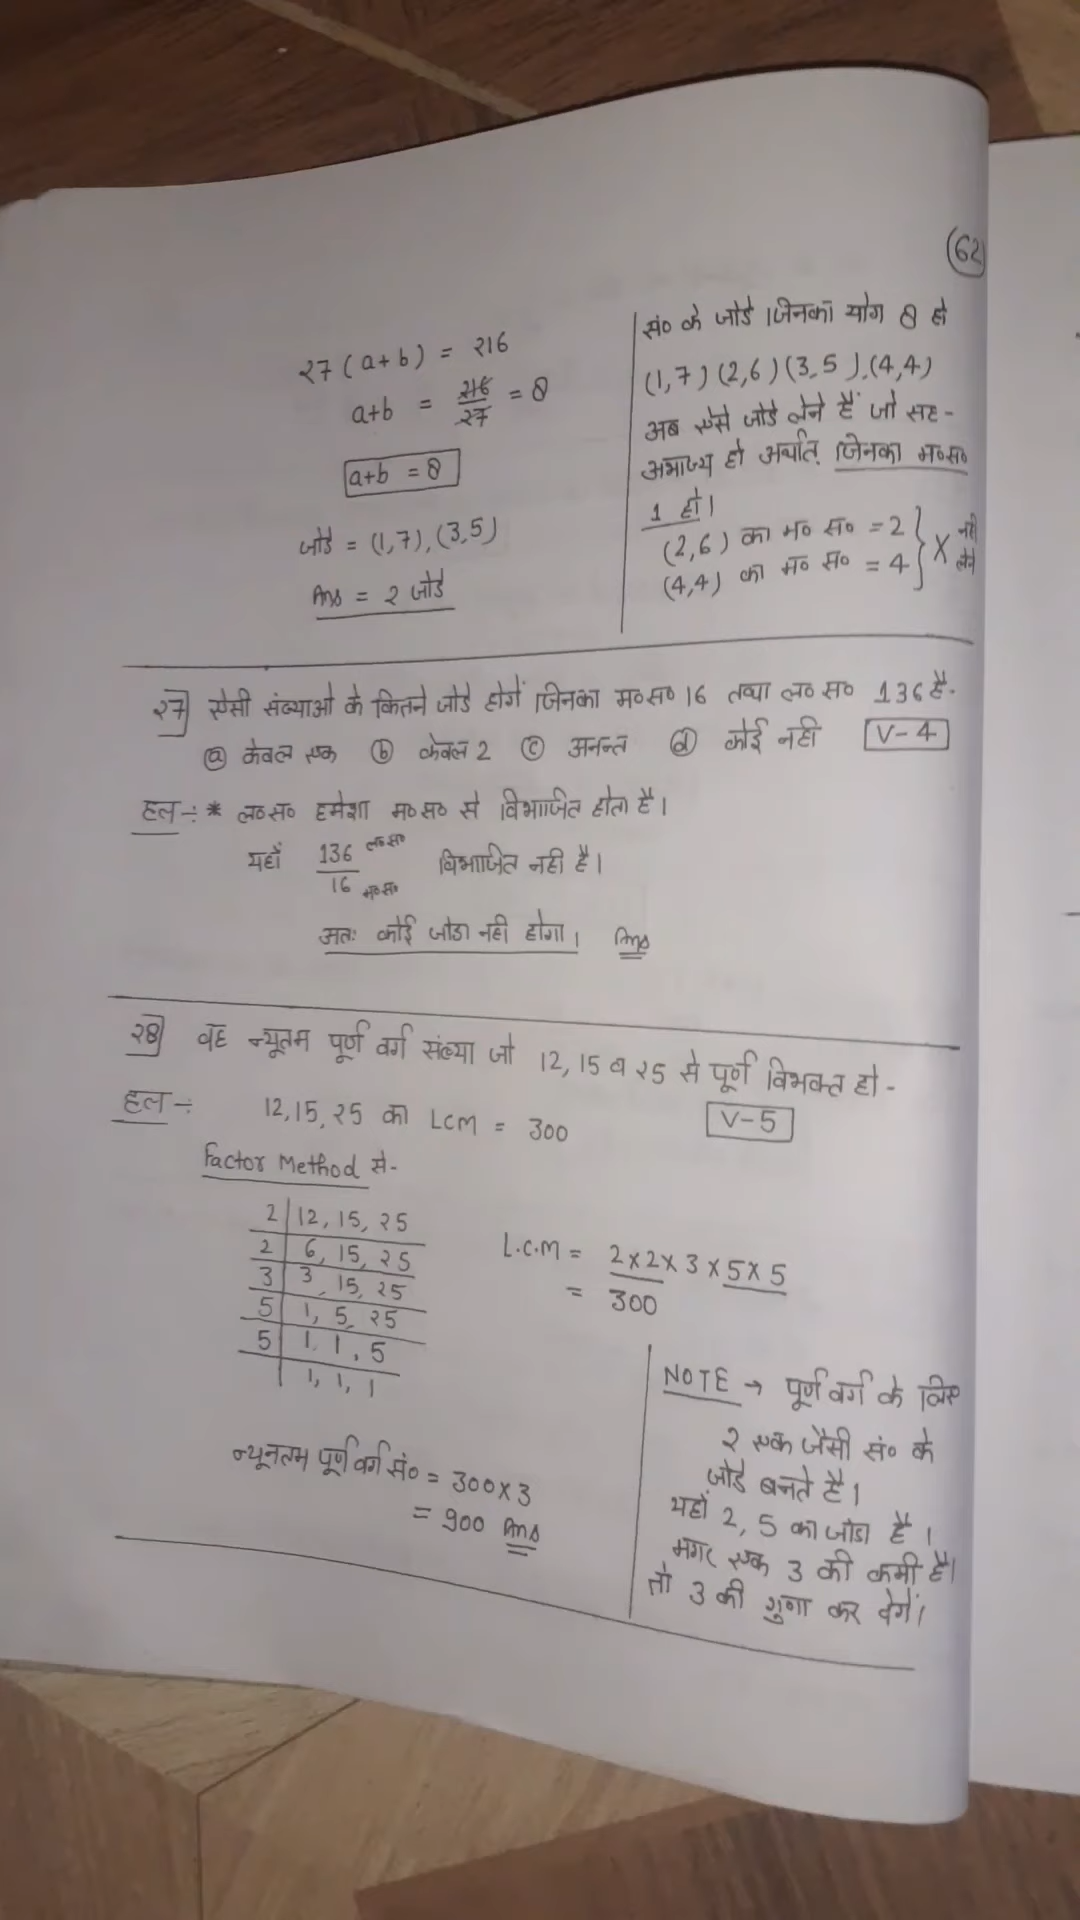 62
27 (a+b) = 216
a+b = 216/27 = 8
a+b = 8
जोडे = (1,7), (3,5)
Ans = 2 जोडे
सं० के जोडे जिनका योग 8 हो
(1,7) (2,6) (3,5), (4,4)
अब ऐसे जोडे लेने हैं जो सह-
अभाज्य हो अर्थात् जिनका म०स०
1 हो।
(2,6) का म० स० = 2
(4,4) का म० स० = 4 } X नही लेने
27] ऐसी संख्याओ के कितने जोडे होगें जिनका म०स० 16 तथा ल० स० 136 है-
(a) केवल एक (b) केवल 2 (c) अनन्त (d) कोई नही V-4
हल ÷ * ल०स० हमेशा म०स० से विभाजित होता है।
यहाँ 136/16 ल०स० म०स० विभाजित नही है।
अतः कोई जोडा नही होगा। Ans
28] वह न्यूतम पूर्ण वर्ग संख्या जो 12, 15 व 25 से पूर्ण विभक्त हो -
V-5
हल ÷ 12, 15, 25 का LCM = 300
Factor Method से-
2 | 12, 15, 25
2 | 6, 15, 25
3 | 3, 15, 25
5 | 1, 5, 25
5 | 1, 1, 5
| 1, 1, 1
L.C.M = 2 x 2 x 3 x 5 x 5
= 300
न्यूनतम पूर्ण वर्ग सं० = 300 x 3
= 900 Ans
NOTE → पूर्ण वर्ग के लिए
2 एक जैसी सं० के
जोडे बनते है।
यहाँ 2, 5 का जोडा है।
मगर एक 3 की कमी है।
तो 3 की गुणा कर देगें।